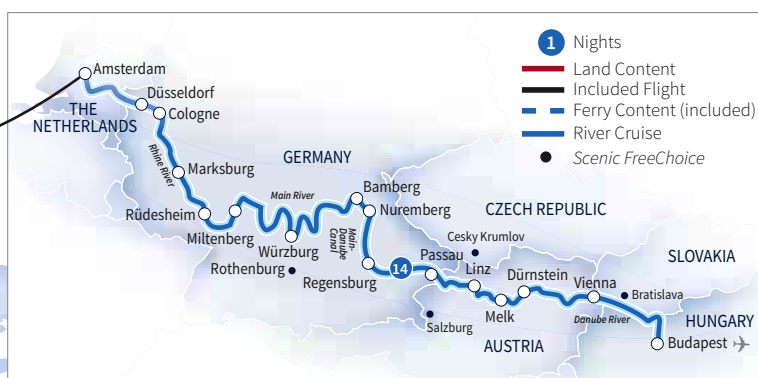 1 Nights
Land Content
Included Flight
Ferry Content (included)
River Cruise
Scenic FreeChoice
Amsterdam
Düsseldorf
THE
NETHERLANDS
Cologne
Rhine River
Marksburg
GERMANY
Rüdesheim
Miltenberg
Main River
Würzburg
Rothenburg
Bamberg
Nuremberg
Main-
Danube
Canal
Regensburg
14
CZECH REPUBLIC
Cesky Krumlov
Passau
Linz
Salzburg
Melk
Dürnstein
AUSTRIA
Vienna
SLOVAKIA
Bratislava
Danube River
HUNGARY
Budapest